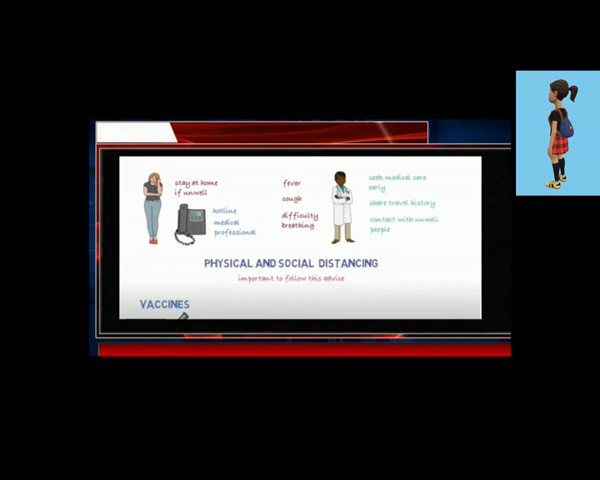 stay at home
if unwell
hotline
medical
professional
fever
cough
difficulty
breathing
seek medical care
early
share travel history
contact with unwell
people
PHYSICAL AND SOCIAL DISTANCING
important to follow this advice
VACCINES